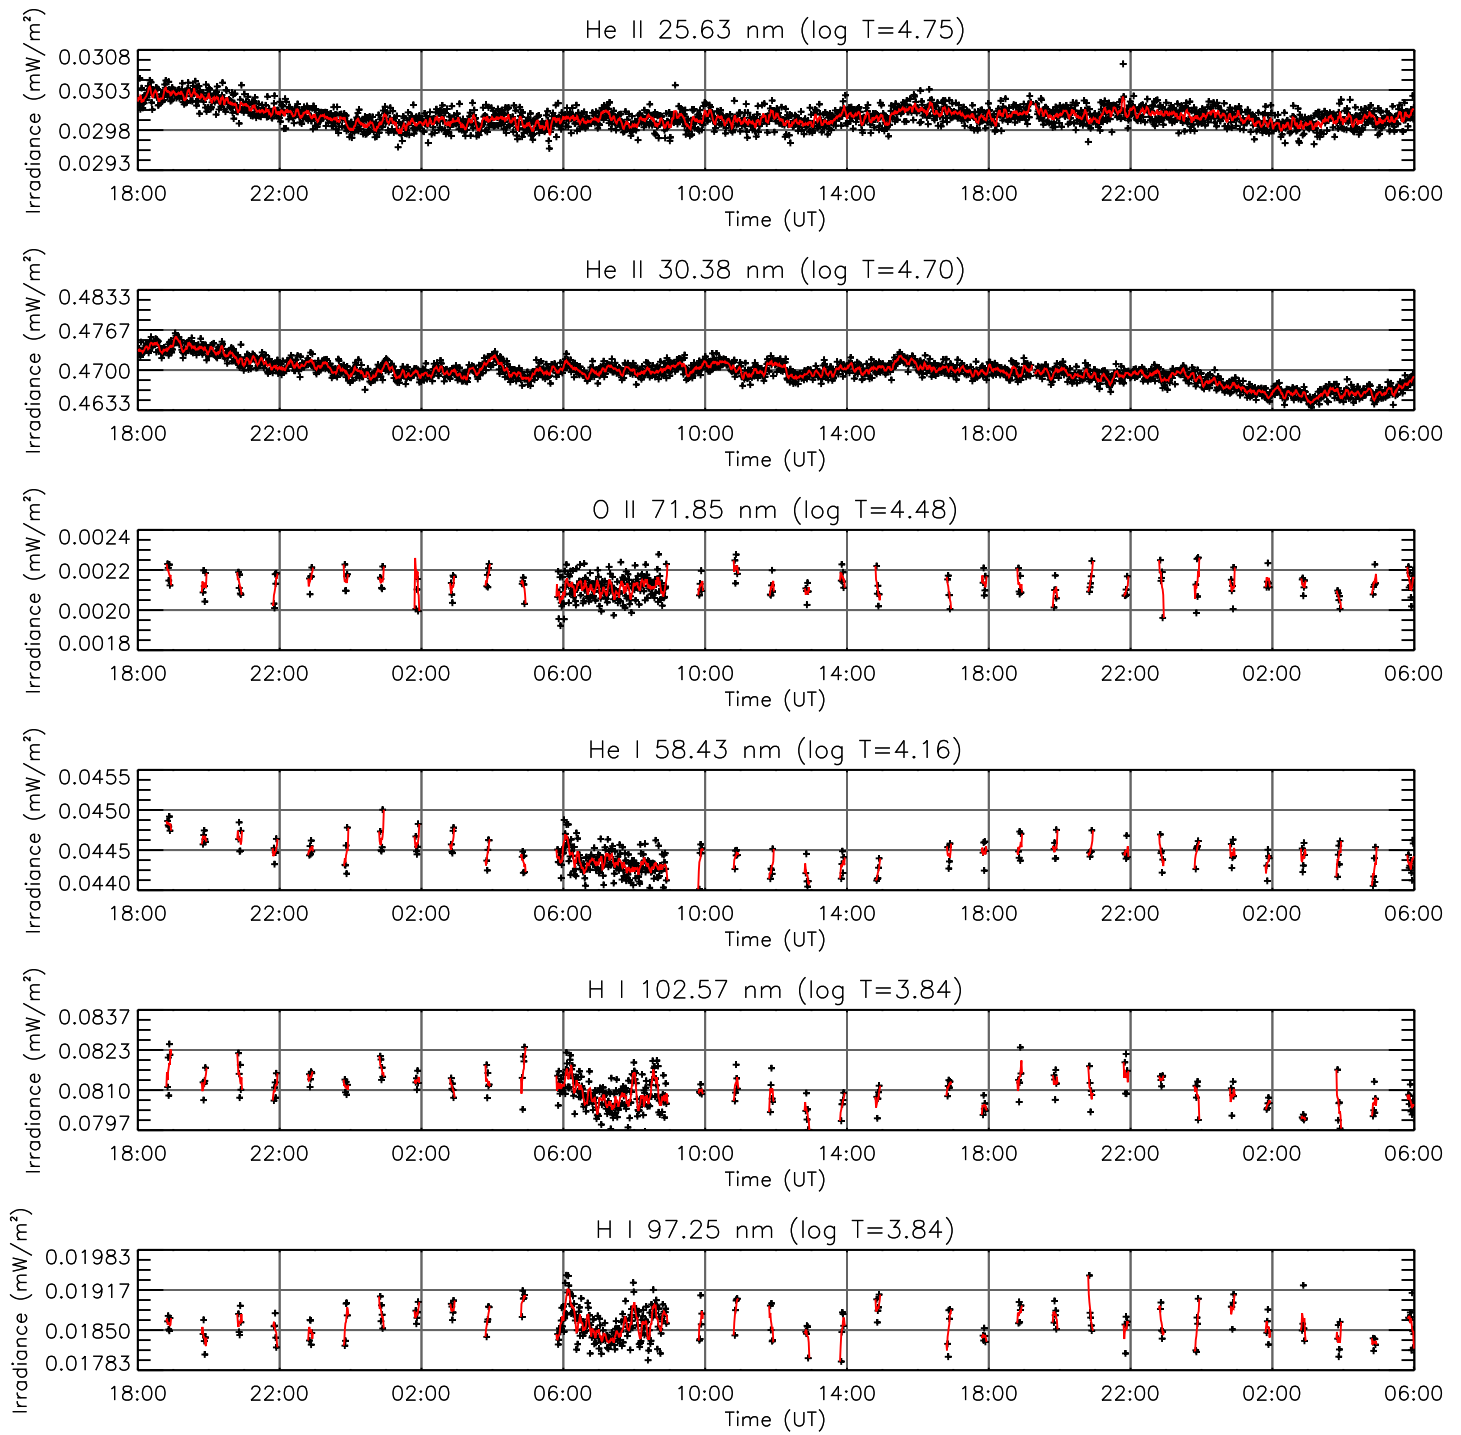 He II 25.63 nm (log T=4.75)
Irradiance (mW/m²)
0.0308
0.0303
0.0298
0.0293
18:00 22:00 02:00 06:00 10:00 14:00 18:00 22:00 02:00 06:00
Time (UT)
He II 30.38 nm (log T=4.70)
Irradiance (mW/m²)
0.4833
0.4767
0.4700
0.4633
18:00 22:00 02:00 06:00 10:00 14:00 18:00 22:00 02:00 06:00
Time (UT)
O II 71.85 nm (log T=4.48)
Irradiance (mW/m²)
0.0024
0.0022
0.0020
0.0018
18:00 22:00 02:00 06:00 10:00 14:00 18:00 22:00 02:00 06:00
Time (UT)
He I 58.43 nm (log T=4.16)
Irradiance (mW/m²)
0.0455
0.0450
0.0445
0.0440
18:00 22:00 02:00 06:00 10:00 14:00 18:00 22:00 02:00 06:00
Time (UT)
H I 102.57 nm (log T=3.84)
Irradiance (mW/m²)
0.0837
0.0823
0.0810
0.0797
18:00 22:00 02:00 06:00 10:00 14:00 18:00 22:00 02:00 06:00
Time (UT)
H I 97.25 nm (log T=3.84)
Irradiance (mW/m²)
0.01983
0.01917
0.01850
0.01783
18:00 22:00 02:00 06:00 10:00 14:00 18:00 22:00 02:00 06:00
Time (UT)